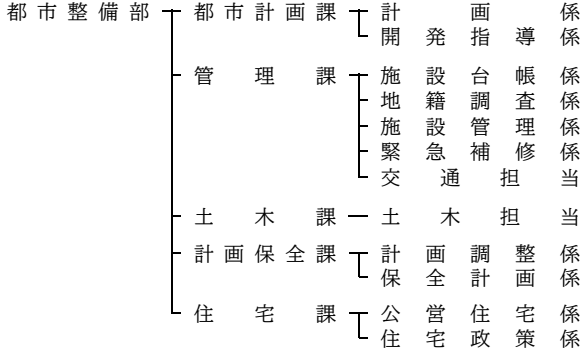 都市整備部 都市計画課 計画係
開発指導係
管理課 施設台帳係
地籍調査係
施設管理係
緊急補修係
交通担当
土木課 土木担当
計画保全課 計画調整係
保全計画係
住宅課 公営住宅係
住宅政策係